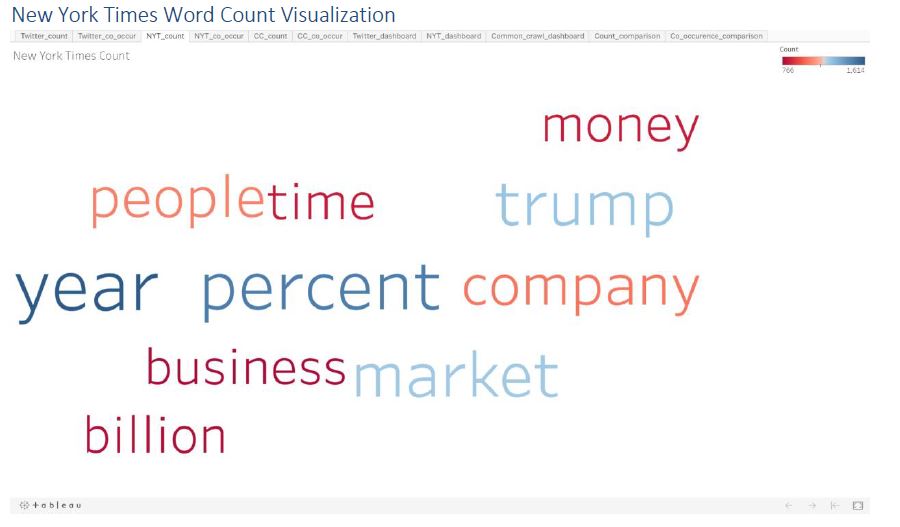 New York Times Word Count Visualization
Twitter_count Twitter_co_occur NYT_count NYT_co_occur CC_count CC_co_occur Twitter_dashboard NYT_dashboard Common_crawl_dashboard Count_comparison Co_occurence_comparison
New York Times Count
Count
766 1,614
money
people time trump
year percent company
business market
billion
+ableau